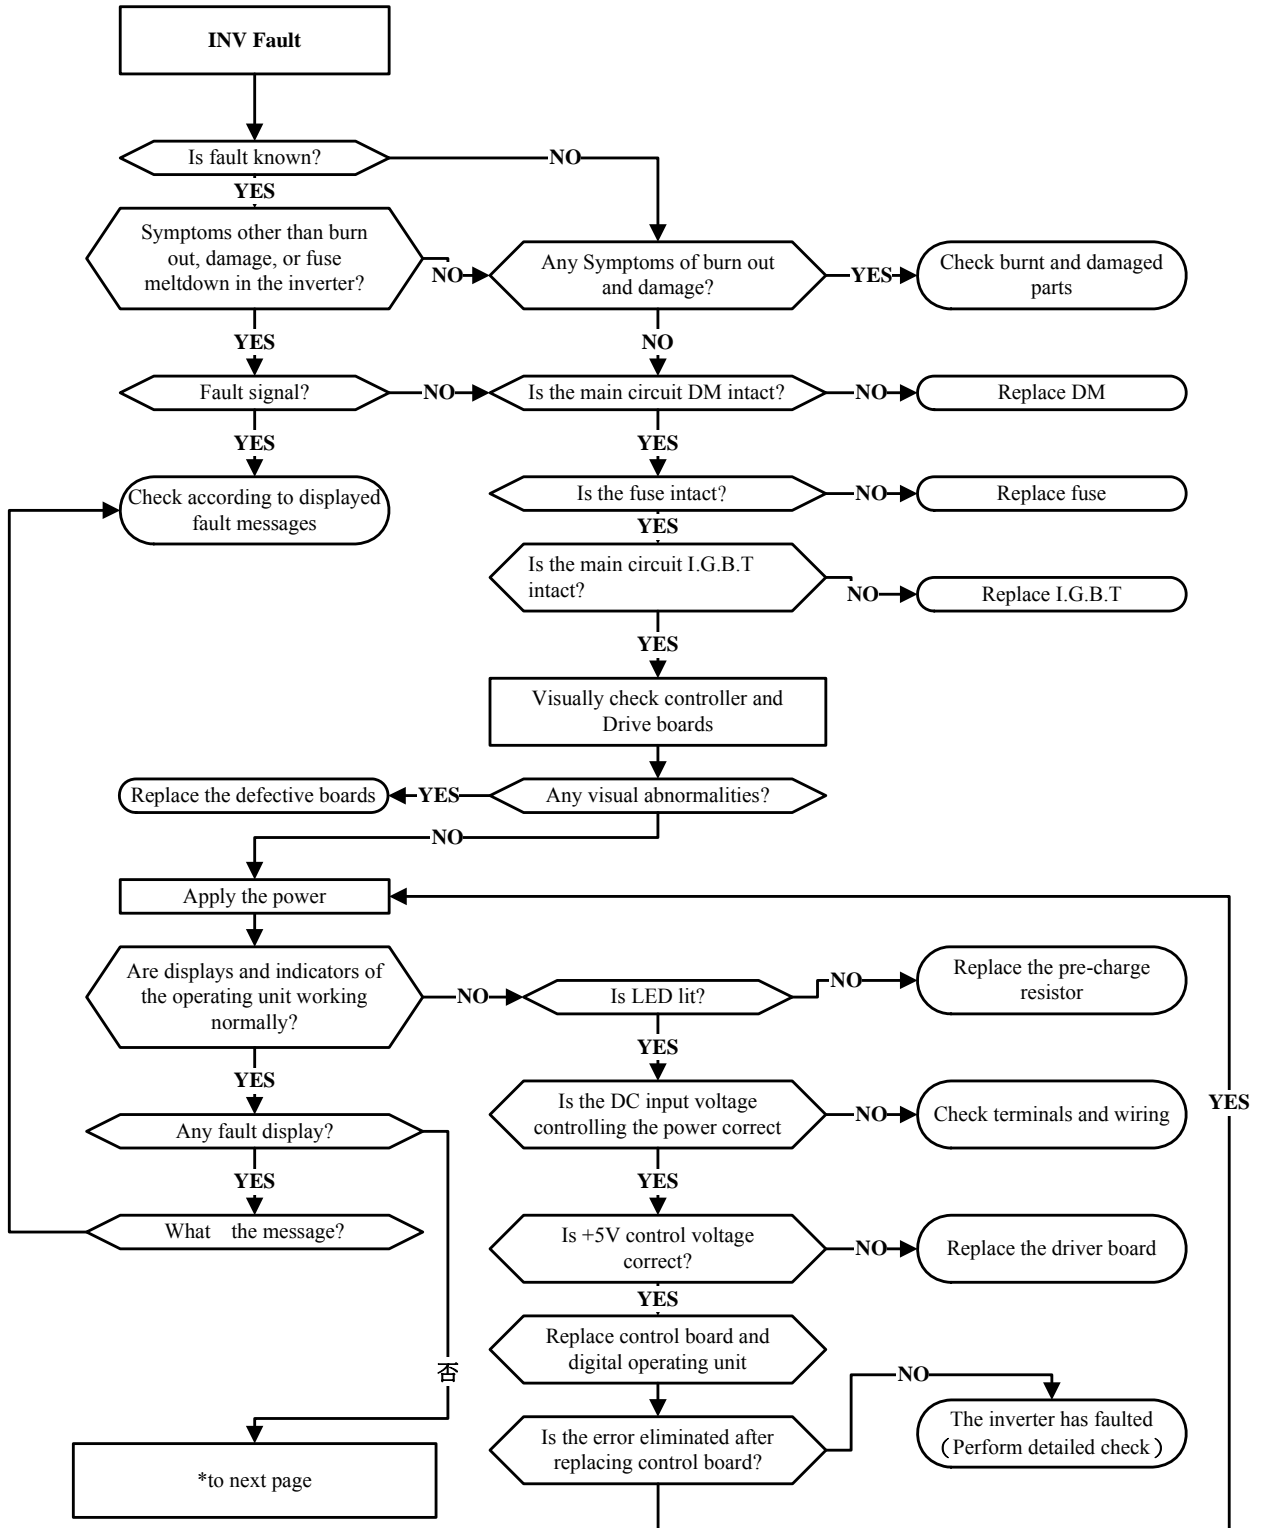 INV Fault
Is fault known?
NO
YES
Symptoms other than burn
out, damage, or fuse
meltdown in the inverter?
NO
Any Symptoms of burn out
and damage?
YES
Check burnt and damaged
parts
YES
NO
Fault signal?
NO
Is the main circuit DM intact?
NO
Replace DM
YES
YES
Check according to displayed
fault messages
Is the fuse intact?
NO
Replace fuse
YES
Is the main circuit I.G.B.T
intact?
NO
Replace I.G.B.T
YES
Visually check controller and
Drive boards
Replace the defective boards
YES
Any visual abnormalities?
NO
Apply the power
Are displays and indicators of
the operating unit working
normally?
NO
Is LED lit?
NO
Replace the pre-charge
resistor
YES
YES
Is the DC input voltage
controlling the power correct
NO
Check terminals and wiring
YES
Any fault display?
YES
YES
What the message?
Is +5V control voltage
correct?
NO
Replace the driver board
YES
Replace control board and
digital operating unit
否
NO
Is the error eliminated after
replacing control board?
The inverter has faulted
(Perform detailed check)
*to next page